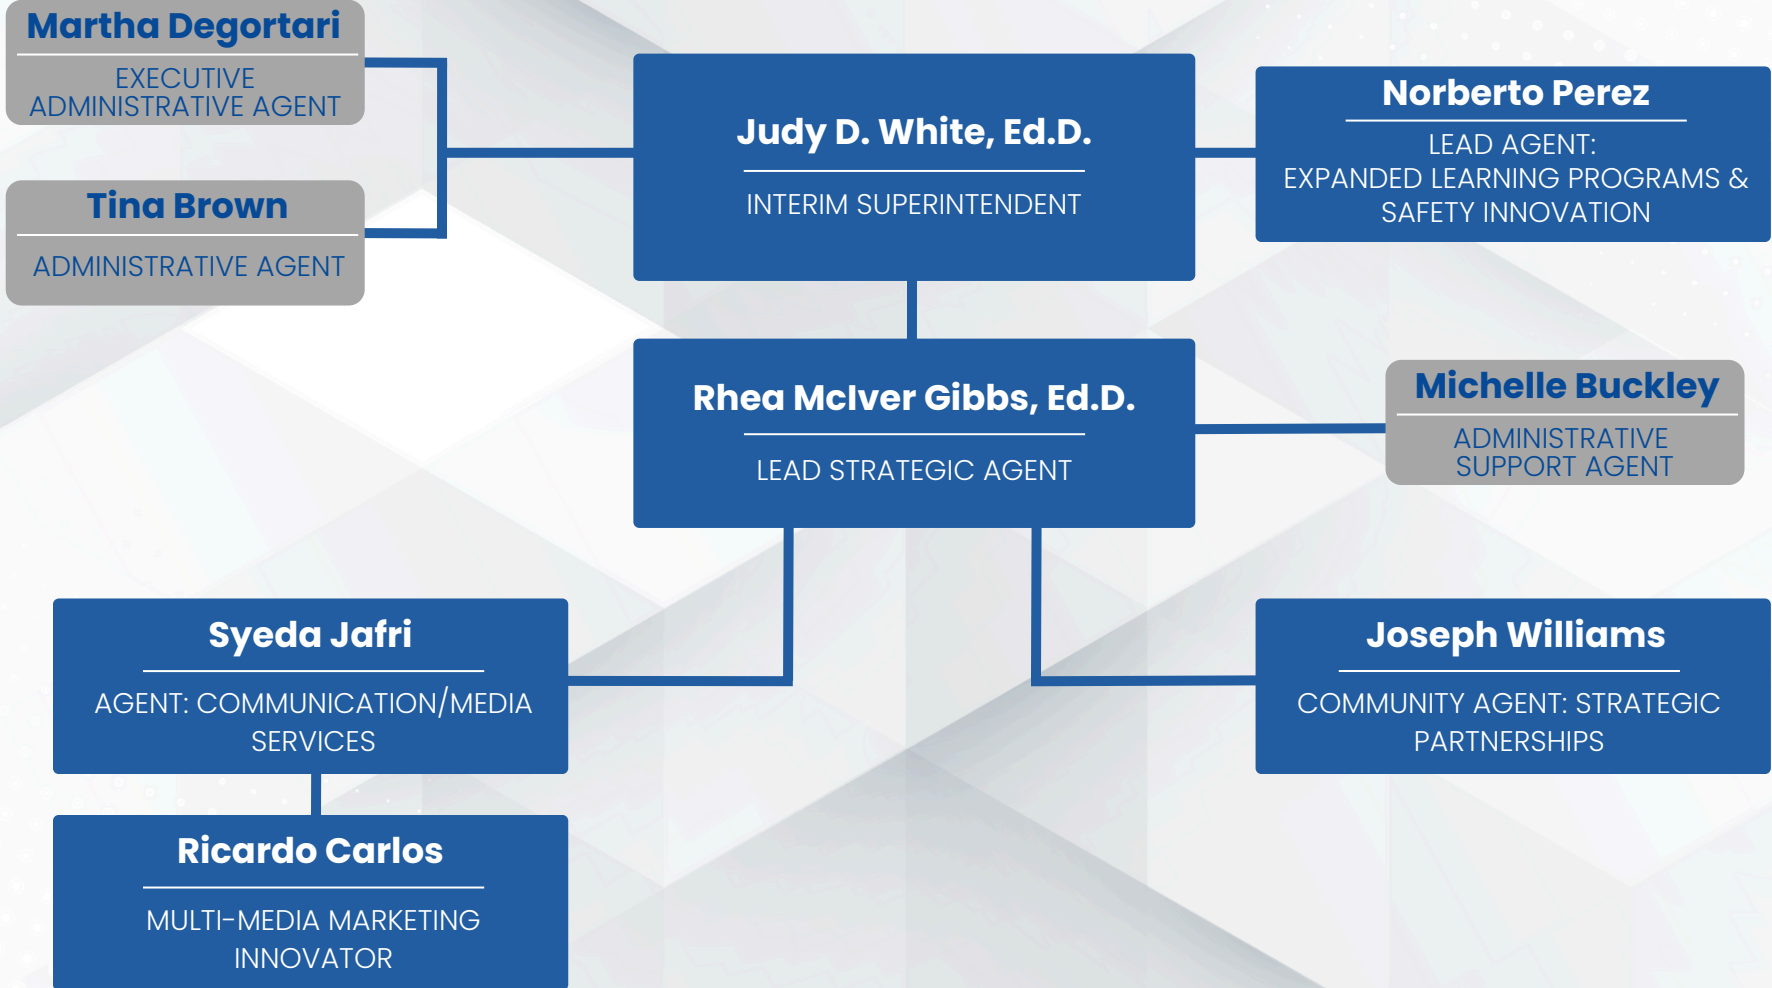 Martha Degortari
EXECUTIVE
ADMINISTRATIVE AGENT
Tina Brown
ADMINISTRATIVE AGENT
Judy D. White, Ed.D.
INTERIM SUPERINTENDENT
Norberto Perez
LEAD AGENT:
EXPANDED LEARNING PROGRAMS &
SAFETY INNOVATION
Rhea McIver Gibbs, Ed.D.
LEAD STRATEGIC AGENT
Michelle Buckley
ADMINISTRATIVE
SUPPORT AGENT
Syeda Jafri
AGENT: COMMUNICATION/MEDIA
SERVICES
Joseph Williams
COMMUNITY AGENT: STRATEGIC
PARTNERSHIPS
Ricardo Carlos
MULTI-MEDIA MARKETING
INNOVATOR